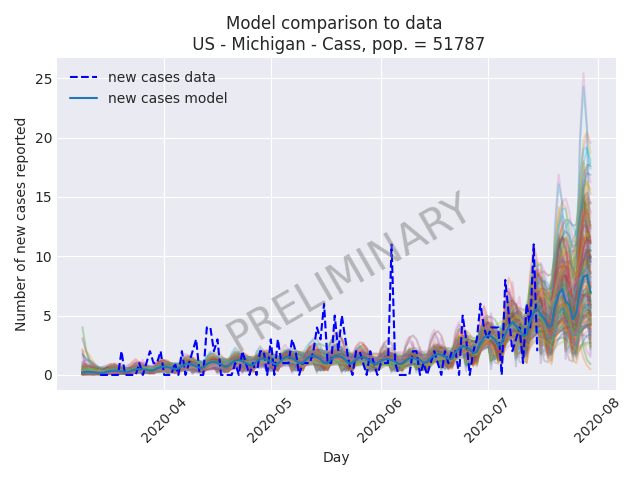 Model comparison to data
US - Michigan - Cass, pop. = 51787
new cases data
new cases model
Number of new cases reported
25
20
15
10
5
0
PRELIMINARY
2020-04
2020-05
2020-06
2020-07
2020-08
Day